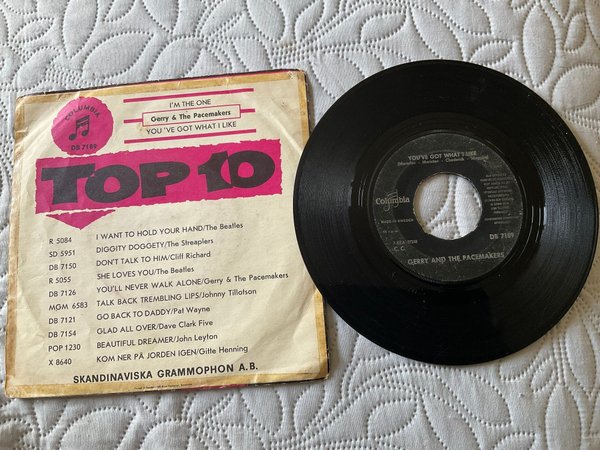 COLUMBIA
DB 7189
I'M THE ONE
Gerry & The Pacemakers
YOU'VE GOT WHAT I LIKE
TOP 10
R 5084 I WANT TO HOLD YOUR HAND/The Beatles
SD 5951 DIGGITY DOGGETY/The Streaplers
DB 7150 DON'T TALK TO HIM/Cliff Richard
R 5055 SHE LOVES YOU/The Beatles
DB 7126 YOU'LL NEVER WALK ALONE/Gerry & The Pacemakers
MGM 6583 TALK BACK TREMBLING LIPS/Johnny Tillotson
DB 7121 GO BACK TO DADDY/Pat Wayne
DB 7154 GLAD ALL OVER/Dave Clark Five
POP 1230 BEAUTIFUL DREAMER/John Leyton
X 8640 KOM NER PÅ JORDEN IGEN/Gitte Henning
SKANDINAVISKA GRAMMOPHON A.B.
YOU'VE GOT WHAT I LIKE
Columbia
MADE IN SWEDEN
DB 7189
GERRY AND THE PACEMAKERS